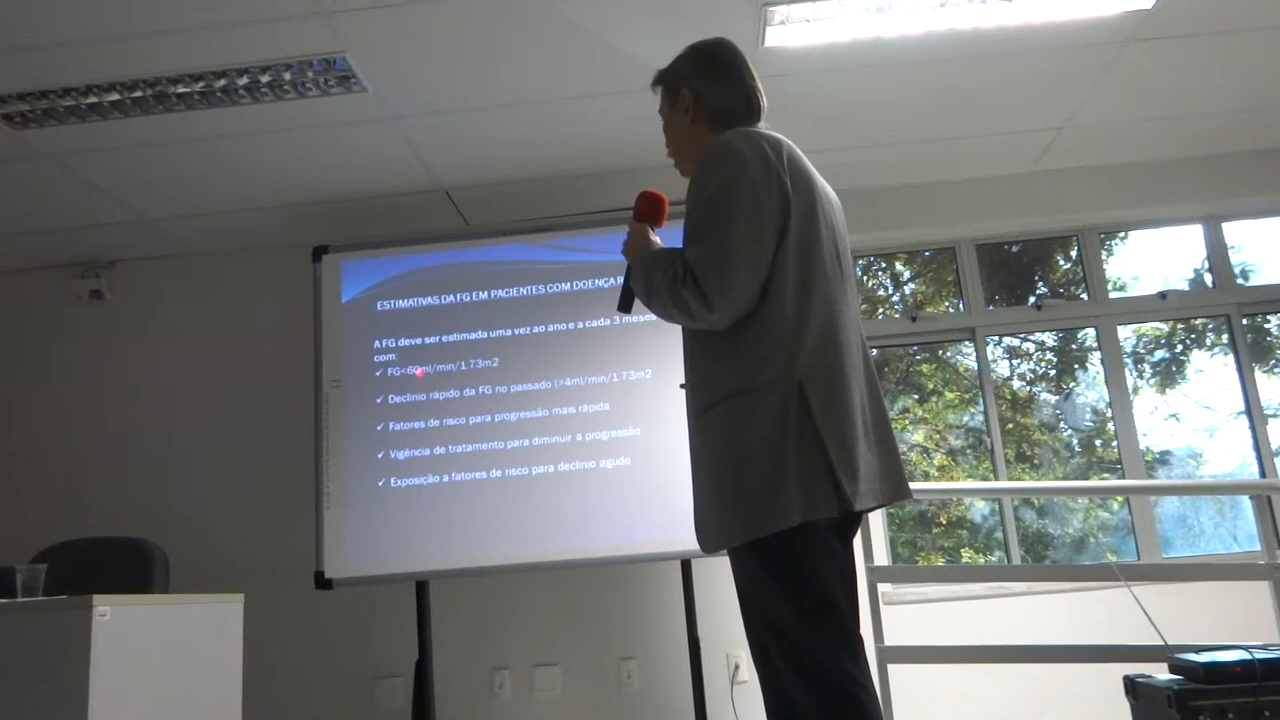 ESTIMATIVAS DA FG EM PACIENTES COM DOENÇA
A FG deve ser estimada uma vez ao ano e a cada 3 meses
com:
✓ FG<60ml/min/1.73m2
✓ Declinio rápido da FG no passado (>4ml/min/1.73m2
✓ Fatores de risco para progressão mais rápida
✓ Vigência de tratamento para diminuir a progressão
✓ Exposição a fatores de risco para declinio agudo